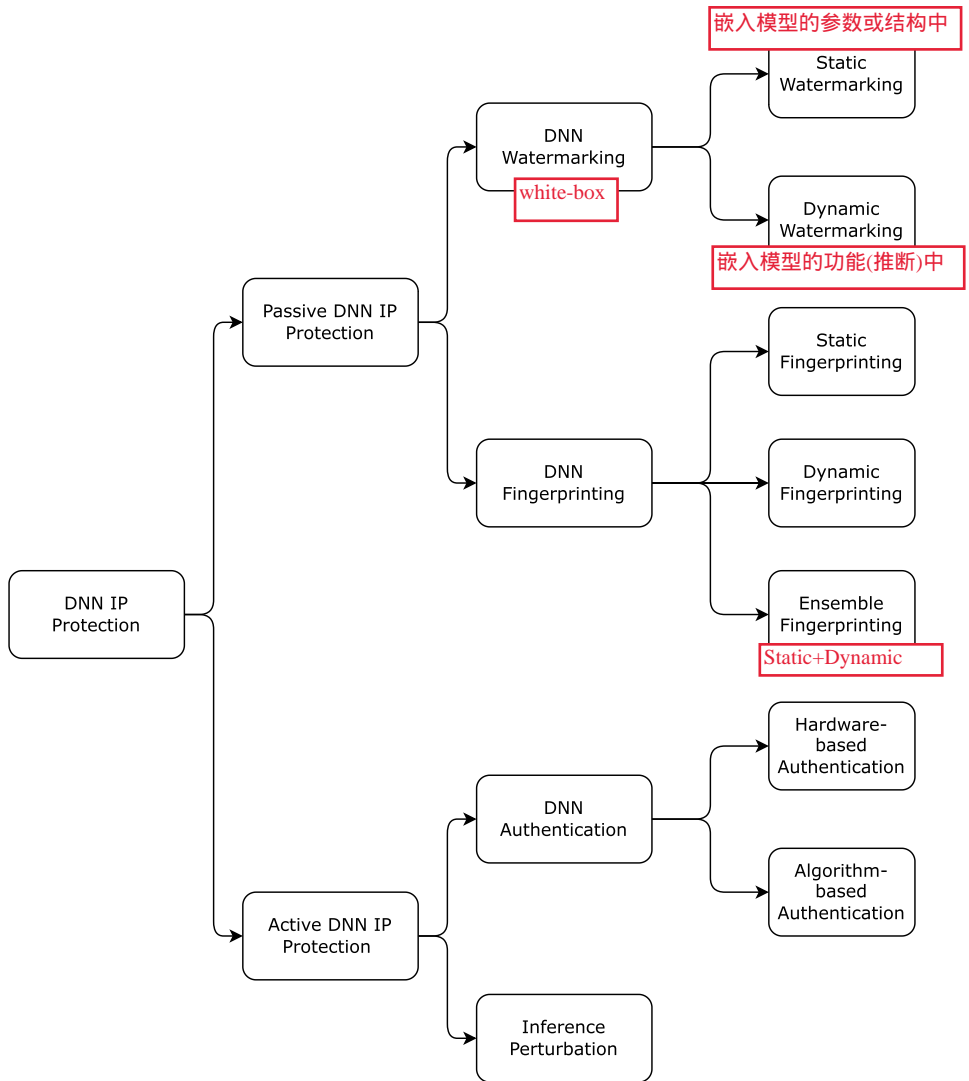 嵌入模型的参数或结构中
Static
Watermarking
DNN
Watermarking
white-box
Dynamic
Watermarking
嵌入模型的功能(推断)中
Passive DNN IP
Protection
Static
Fingerprinting
DNN
Fingerprinting
Dynamic
Fingerprinting
Ensemble
Fingerprinting
Static+Dynamic
DNN IP
Protection
Hardware-
based
Authentication
DNN
Authentication
Algorithm-
based
Authentication
Active DNN IP
Protection
Inference
Perturbation